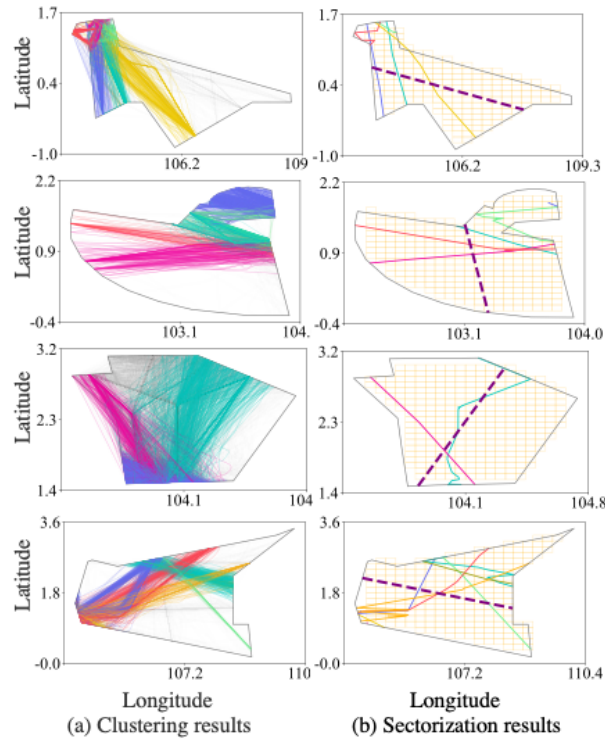 1.7 1.7
Latitude 0.4 0.4
-1.0 -1.0
106.2 109 106.2 109.3
2.2 2.2
Latitude 0.9 0.9
-0.4 -0.4
103.1 104. 103.1 104.0
3.2 3.2
Latitude 2.3 2.3
1.4 1.4
104.1 104 104.1 104.8
3.6 3.6
Latitude 1.8 1.8
-0.0 -0.0
107.2 110 107.2 110.4
Longitude Longitude
(a) Clustering results (b) Sectorization results